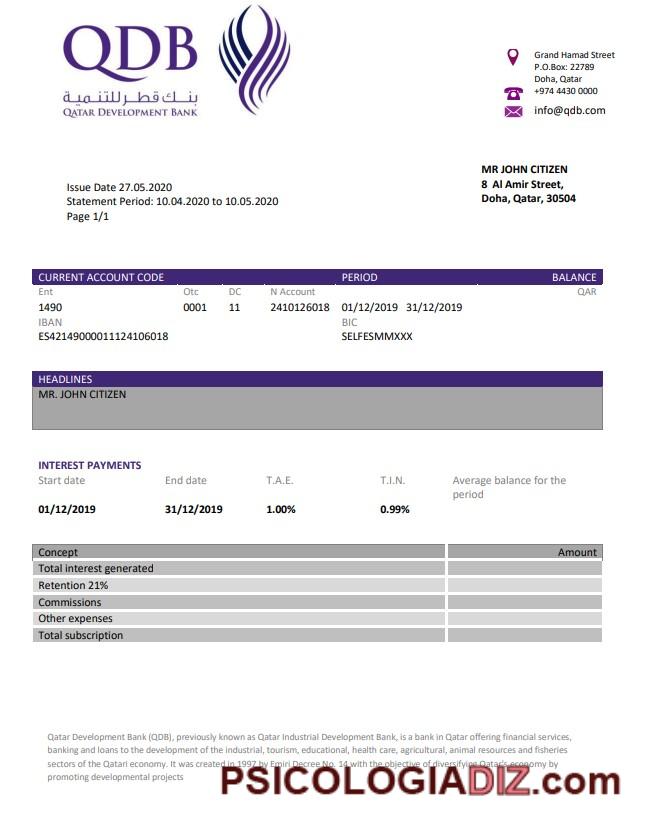 QDB
بنك قطر للتنمية
QATAR DEVELOPMENT BANK
Grand Hamad Street
P.O.Box: 22789
Doha, Qatar
+974 4430 0000
info@qdb.com
MR JOHN CITIZEN
8 Al Amir Street,
Doha, Qatar, 30504
Issue Date 27.05.2020
Statement Period: 10.04.2020 to 10.05.2020
Page 1/1
CURRENT ACCOUNT CODE PERIOD BALANCE
Ent Otc DC N Account QAR
1490 0001 11 2410126018 01/12/2019 31/12/2019
IBAN BIC
ES42149000011124106018 SELFESMMXXX
HEADLINES
MR. JOHN CITIZEN
INTEREST PAYMENTS
Start date End date T.A.E. T.I.N. Average balance for the
period
01/12/2019 31/12/2019 1.00% 0.99%
Concept Amount
Total interest generated
Retention 21%
Commissions
Other expenses
Total subscription
Qatar Development Bank (QDB), previously known as Qatar Industrial Development Bank, is a bank in Qatar offering financial services,
banking and loans to the development of the industrial, tourism, educational, health care, agricultural, animal resources and fisheries
sectors of the Qatari economy. It was created in 1997 by Emiri Decree No. 14 with the objective of diversifying Qatar's economy by
promoting developmental projects
PSICOLOGIADIZ.com